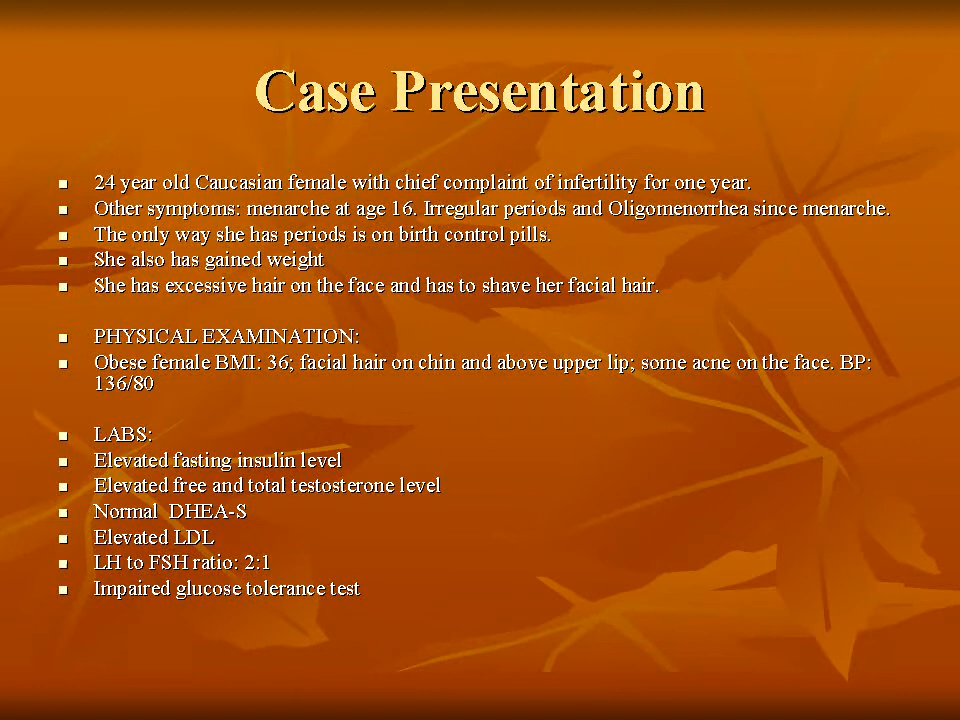 Case Presentation
24 year old Caucasian female with chief complaint of infertility for one year.
Other symptoms: menarche at age 16. Irregular periods and Oligomenorrhea since menarche.
The only way she has periods is on birth control pills.
She also has gained weight
She has excessive hair on the face and has to shave her facial hair.
PHYSICAL EXAMINATION:
Obese female BMI: 36; facial hair on chin and above upper lip; some acne on the face. BP:
136/80
LABS:
Elevated fasting insulin level
Elevated free and total testosterone level
Normal  DHEA-S
Elevated LDL
LH to FSH ratio: 2:1
Impaired glucose tolerance test